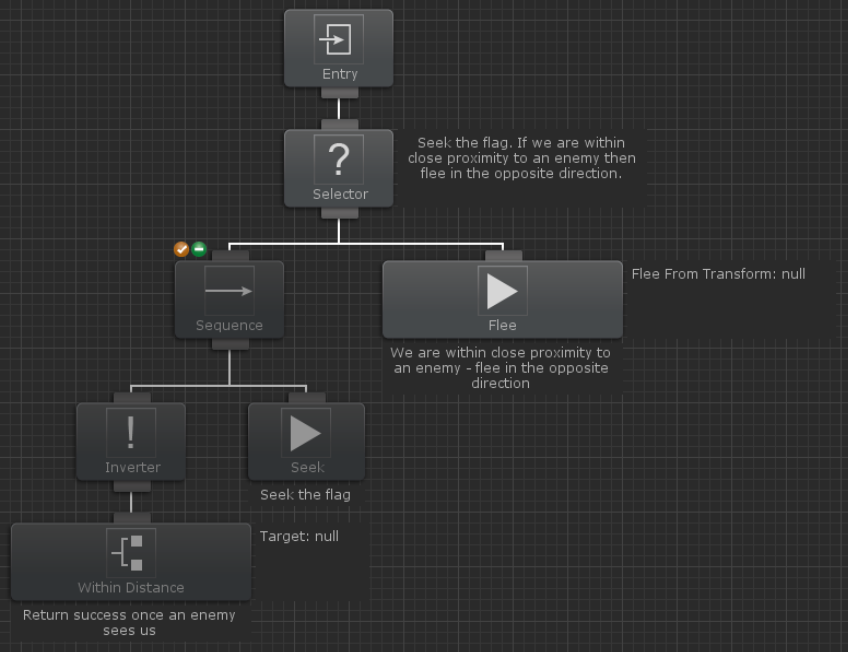 Entry
Seek the flag. If we are within
close proximity to an enemy then
flee in the opposite direction.
?
Selector
Sequence
Flee
Flee From Transform: null
We are within close proximity to
an enemy - flee in the opposite
direction
!
Inverter
Seek
Seek the flag
Within Distance
Target: null
Return success once an enemy
sees us